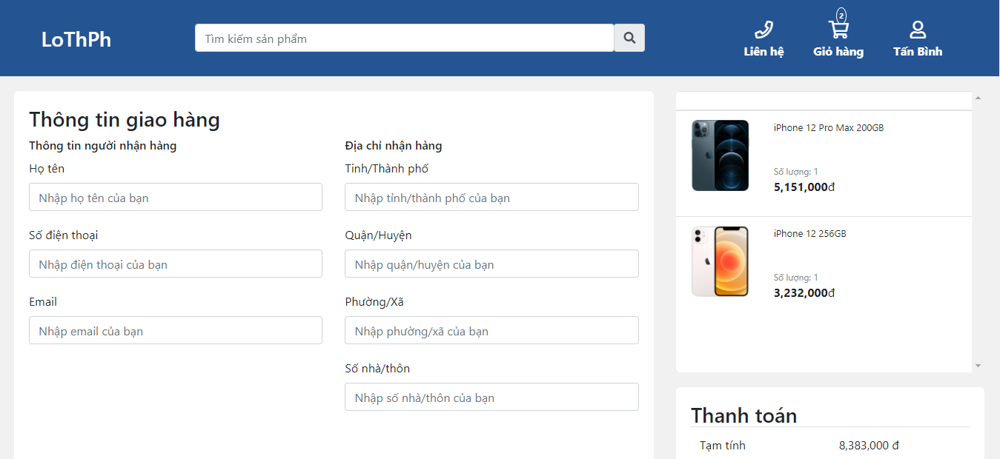 LoThPh
Tìm kiếm sản phẩm
2
Liên hệ
Giỏ hàng
Tấn Bình
Thông tin giao hàng
Thông tin người nhận hàng
Họ tên
Nhập họ tên của bạn
Số điện thoại
Nhập điện thoại của bạn
Email
Nhập email của bạn
Địa chỉ nhận hàng
Tỉnh/Thành phố
Nhập tỉnh/thành phố của bạn
Quận/Huyện
Nhập quận/huyện của bạn
Phường/Xã
Nhập phường/xã của bạn
Số nhà/thôn
Nhập số nhà/thôn của bạn
iPhone 12 Pro Max 200GB
Số lượng: 1
5,151,000đ
iPhone 12 256GB
Số lượng: 1
3,232,000đ
Thanh toán
Tạm tính 8,383,000 đ